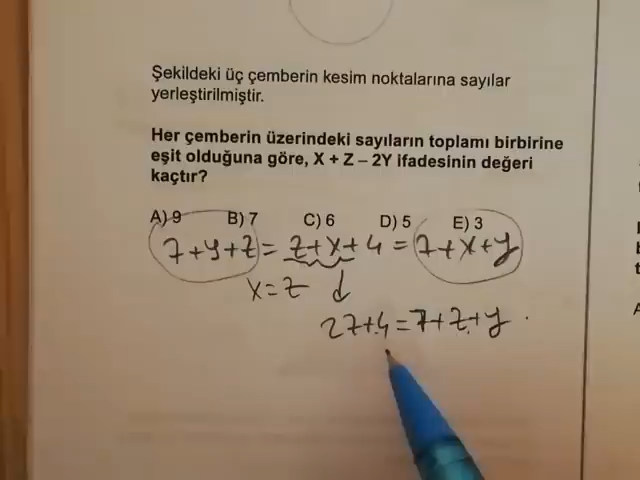 Şekildeki üç çemberin kesim noktalarına sayılar
yerleştirilmiştir.
Her çemberin üzerindeki sayıların toplamı birbirine
eşit olduğuna göre, X + Z – 2Y ifadesinin değeri
kaçtır?
A) 9 B) 7 C) 6 D) 5 E) 3
7+y+z = z+x+4 = 7+x+y
x = z
2z+4 = 7+z+y